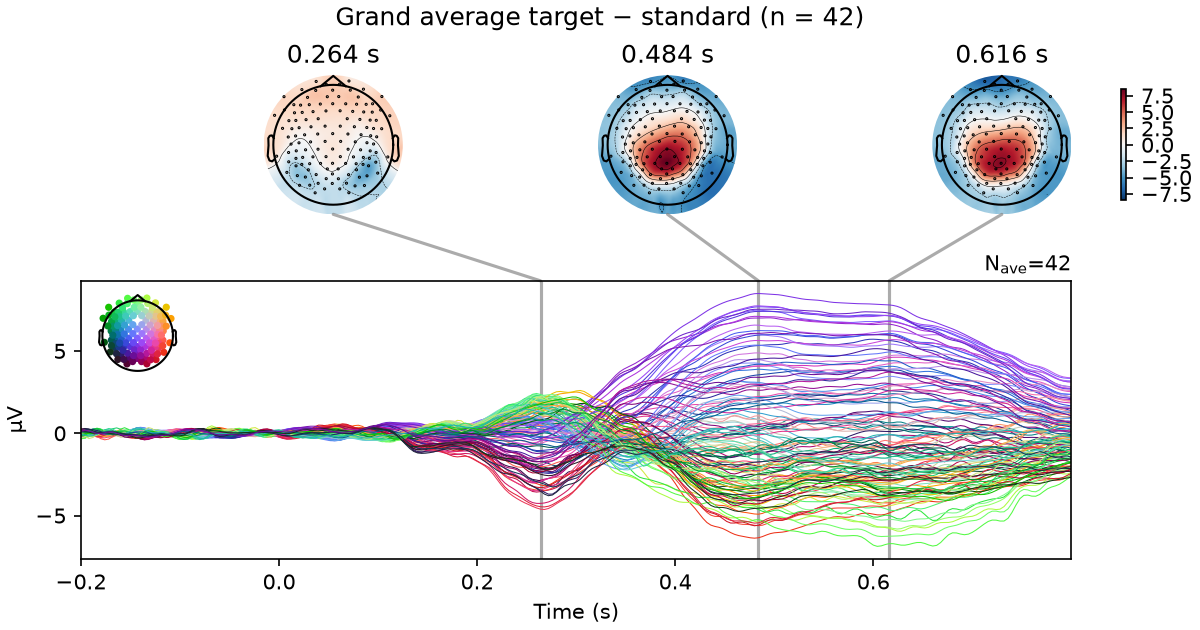 Grand average target − standard (n = 42)
0.264 s
0.484 s
0.616 s
7.5
5.0
2.5
0.0
−2.5
−5.0
−7.5
Nave=42
5
0
−5
µV
−0.2
0.0
0.2
0.4
0.6
Time (s)